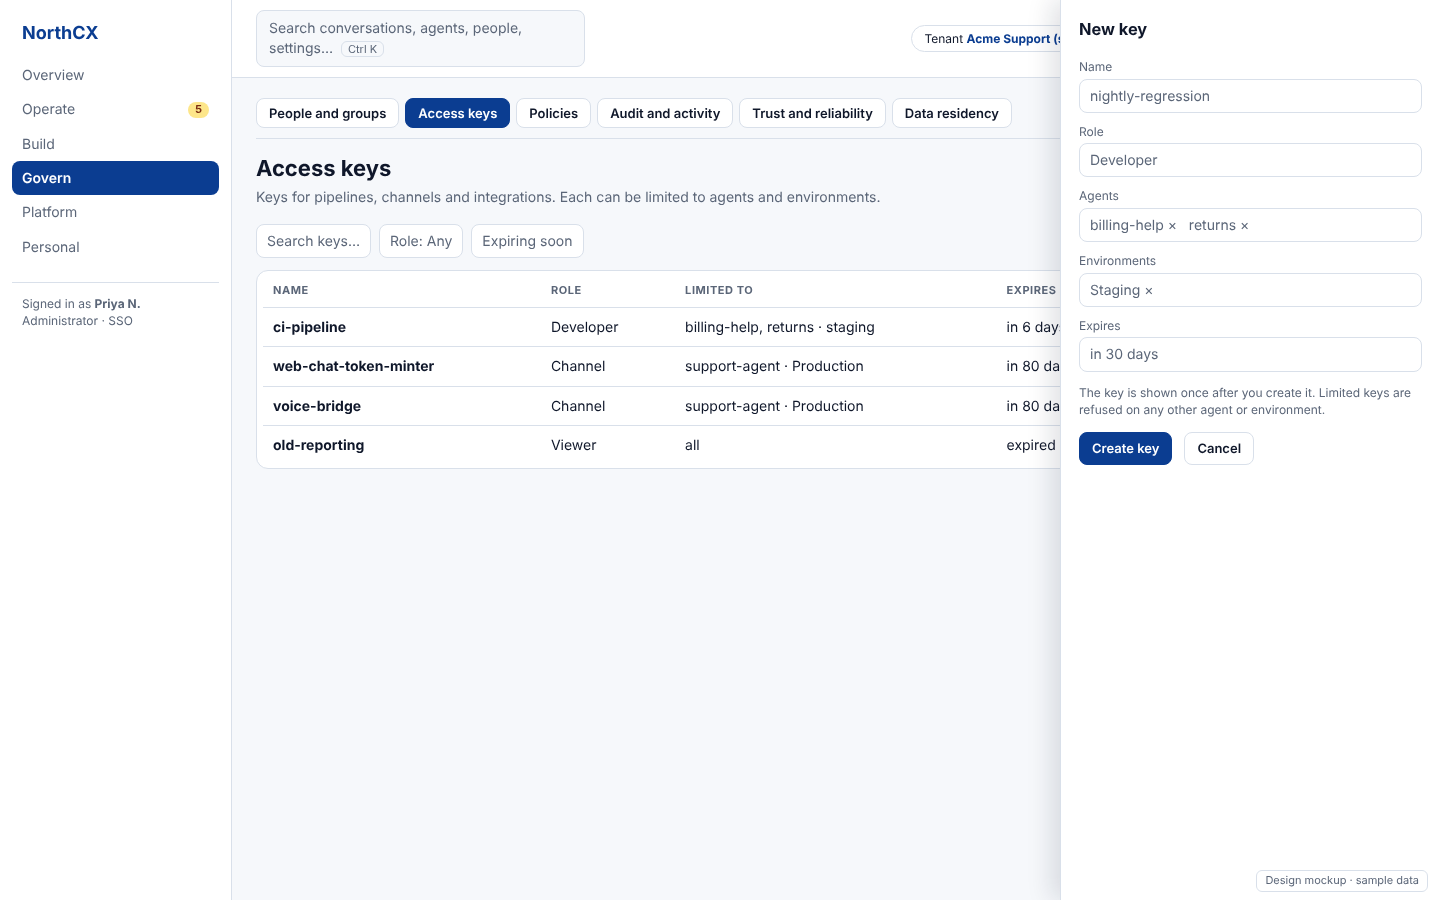 NorthCX
Overview
Operate 5
Build
Govern
Platform
Personal
Signed in as Priya N.
Administrator · SSO
Search conversations, agents, people,
settings... Ctrl K
Tenant Acme Support (s
People and groups Access keys Policies Audit and activity Trust and reliability Data residency
Access keys
Keys for pipelines, channels and integrations. Each can be limited to agents and environments.
Search keys... Role: Any Expiring soon
NAME ROLE LIMITED TO EXPIRES
ci-pipeline Developer billing-help, returns · staging in 6 day
web-chat-token-minter Channel support-agent · Production in 80 da
voice-bridge Channel support-agent · Production in 80 da
old-reporting Viewer all expired
New key
Name
nightly-regression
Role
Developer
Agents
billing-help × returns ×
Environments
Staging ×
Expires
in 30 days
The key is shown once after you create it. Limited keys are
refused on any other agent or environment.
Create key Cancel
Design mockup · sample data